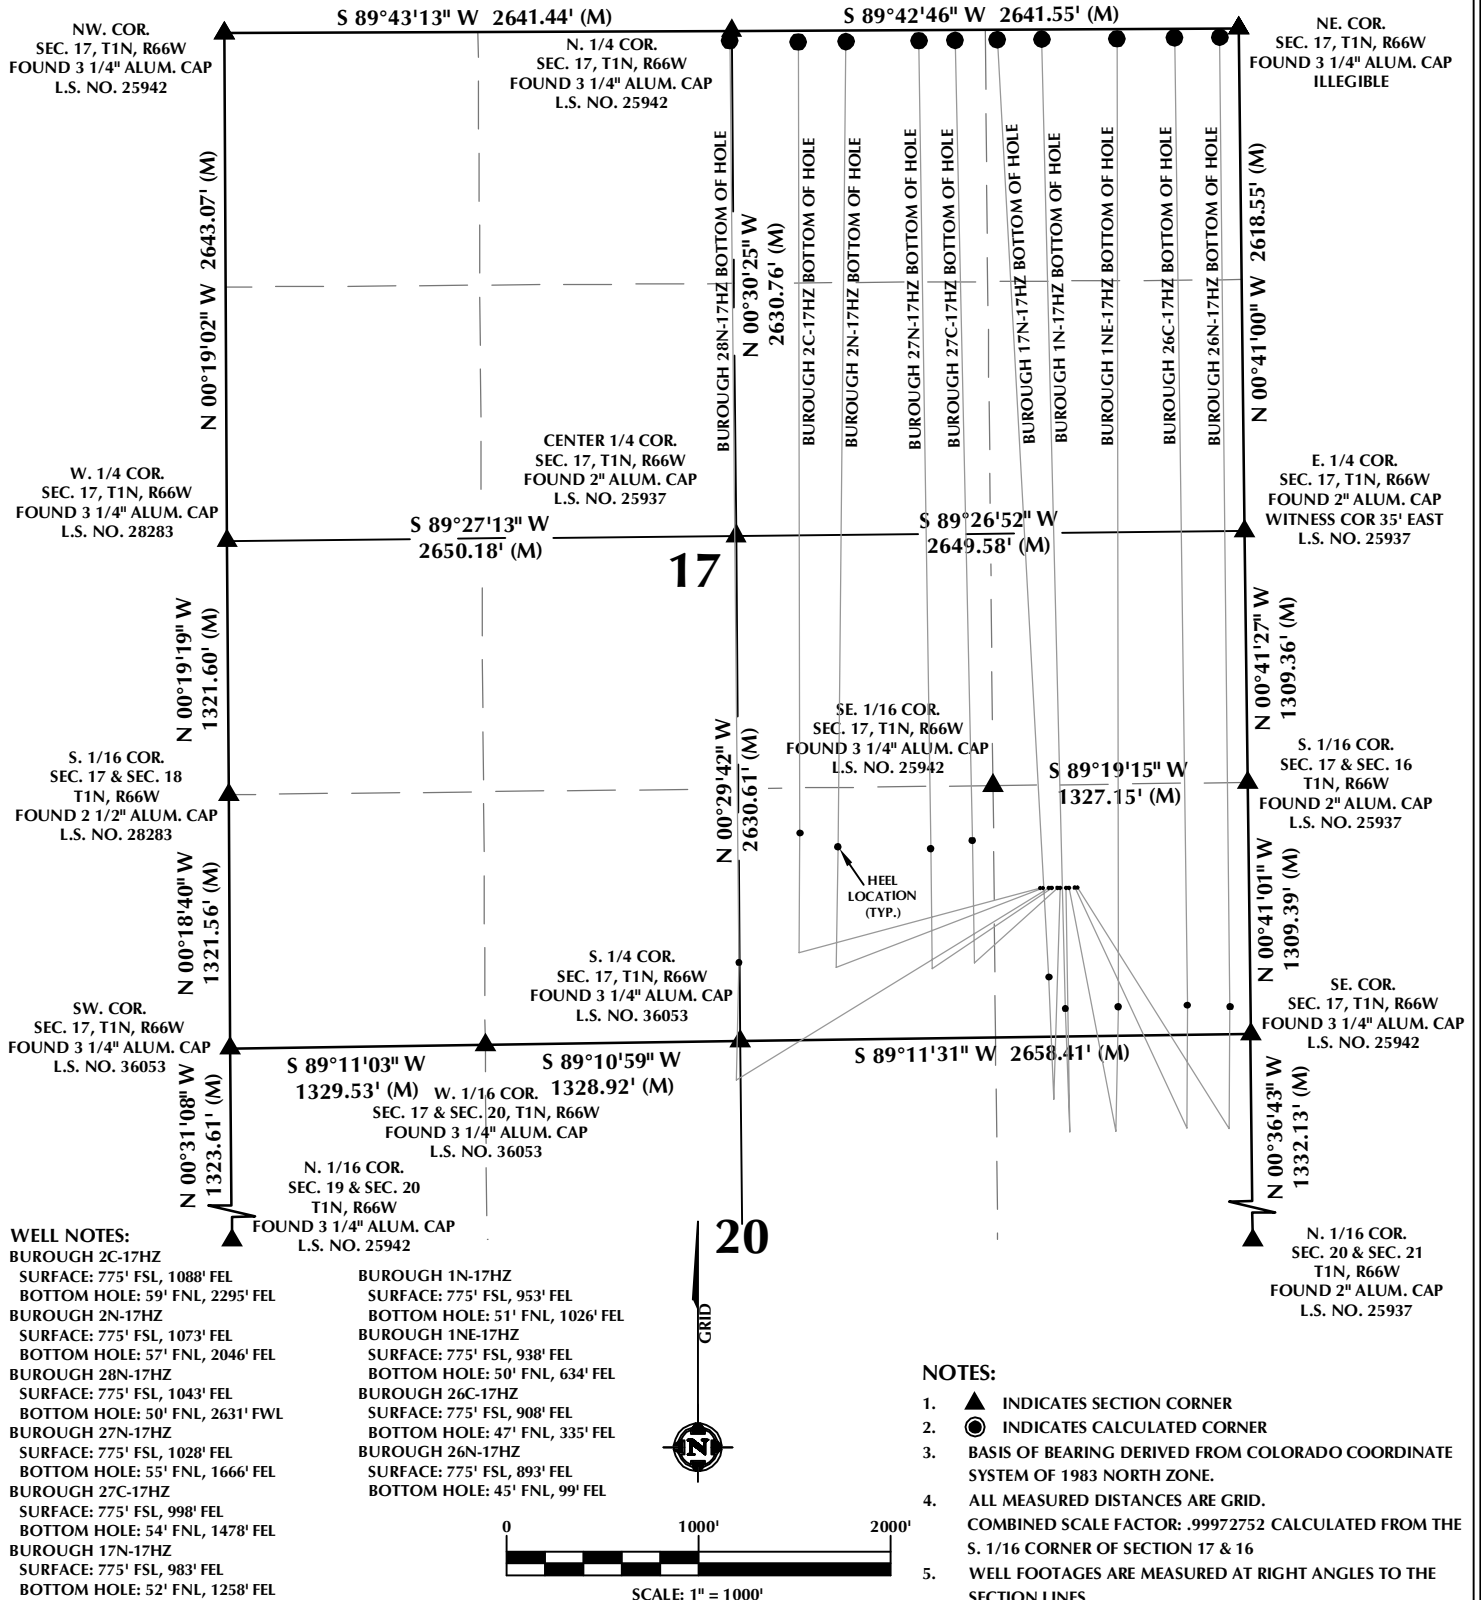 S 89°43'13" W 2641.44' (M)
S 89°42'46" W 2641.55' (M)
NW. COR.
SEC. 17, T1N, R66W
FOUND 3 1/4" ALUM. CAP
L.S. NO. 25942
N. 1/4 COR.
SEC. 17, T1N, R66W
FOUND 3 1/4" ALUM. CAP
L.S. NO. 25942
NE. COR.
SEC. 17, T1N, R66W
FOUND 3 1/4" ALUM. CAP
ILLEGIBLE
N 00°19'02" W 2643.07' (M)
BUROUGH 28N-17HZ BOTTOM OF HOLE
N 00°30'25" W
2630.76' (M)
BUROUGH 2C-17HZ BOTTOM OF HOLE
BUROUGH 2N-17HZ BOTTOM OF HOLE
BUROUGH 27N-17HZ BOTTOM OF HOLE
BUROUGH 27C-17HZ BOTTOM OF HOLE
BUROUGH 17N-17HZ BOTTOM OF HOLE
BUROUGH 1N-17HZ BOTTOM OF HOLE
BUROUGH 1NE-17HZ BOTTOM OF HOLE
BUROUGH 26C-17HZ BOTTOM OF HOLE
BUROUGH 26N-17HZ BOTTOM OF HOLE
N 00°41'00" W 2618.55' (M)
W. 1/4 COR.
SEC. 17, T1N, R66W
FOUND 3 1/4" ALUM. CAP
L.S. NO. 28283
CENTER 1/4 COR.
SEC. 17, T1N, R66W
FOUND 2" ALUM. CAP
L.S. NO. 25937
E. 1/4 COR.
SEC. 17, T1N, R66W
FOUND 2" ALUM. CAP
WITNESS COR 35' EAST
L.S. NO. 25937
S 89°27'13" W
2650.18' (M)
S 89°26'52" W
2649.58' (M)
17
N 00°19'19" W
1321.60' (M)
N 00°41'27" W
1309.36' (M)
S. 1/16 COR.
SEC. 17 & SEC. 18
T1N, R66W
FOUND 2 1/2" ALUM. CAP
L.S. NO. 28283
N 00°29'42" W
2630.61' (M)
SE. 1/16 COR.
SEC. 17, T1N, R66W
FOUND 3 1/4" ALUM. CAP
L.S. NO. 25942
S 89°19'15" W
1327.15' (M)
S. 1/16 COR.
SEC. 17 & SEC. 16
T1N, R66W
FOUND 2" ALUM. CAP
L.S. NO. 25937
HEEL
LOCATION
(TYP.)
N 00°18'40" W
1321.56' (M)
N 00°41'01" W
1309.39' (M)
S. 1/4 COR.
SEC. 17, T1N, R66W
FOUND 3 1/4" ALUM. CAP
L.S. NO. 36053
SW. COR.
SEC. 17, T1N, R66W
FOUND 3 1/4" ALUM. CAP
L.S. NO. 36053
SE. COR.
SEC. 17, T1N, R66W
FOUND 3 1/4" ALUM. CAP
L.S. NO. 25942
S 89°11'03" W
1329.53' (M)
S 89°10'59" W
1328.92' (M)
S 89°11'31" W 2658.41' (M)
W. 1/16 COR.
SEC. 17 & SEC. 20, T1N, R66W
FOUND 3 1/4" ALUM. CAP
L.S. NO. 36053
N 00°31'08" W
1323.61' (M)
N 00°36'43" W
1332.13' (M)
N. 1/16 COR.
SEC. 19 & SEC. 20
T1N, R66W
FOUND 3 1/4" ALUM. CAP
L.S. NO. 25942
20
N. 1/16 COR.
SEC. 20 & SEC. 21
T1N, R66W
FOUND 2" ALUM. CAP
L.S. NO. 25937
WELL NOTES:
BUROUGH 2C-17HZ
SURFACE: 775' FSL, 1088' FEL
BOTTOM HOLE: 59' FNL, 2295' FEL
BUROUGH 2N-17HZ
SURFACE: 775' FSL, 1073' FEL
BOTTOM HOLE: 57' FNL, 2046' FEL
BUROUGH 28N-17HZ
SURFACE: 775' FSL, 1043' FEL
BOTTOM HOLE: 50' FNL, 2631' FWL
BUROUGH 27N-17HZ
SURFACE: 775' FSL, 1028' FEL
BOTTOM HOLE: 55' FNL, 1666' FEL
BUROUGH 27C-17HZ
SURFACE: 775' FSL, 998' FEL
BOTTOM HOLE: 54' FNL, 1478' FEL
BUROUGH 17N-17HZ
SURFACE: 775' FSL, 983' FEL
BOTTOM HOLE: 52' FNL, 1258' FEL
BUROUGH 1N-17HZ
SURFACE: 775' FSL, 953' FEL
BOTTOM HOLE: 51' FNL, 1026' FEL
BUROUGH 1NE-17HZ
SURFACE: 775' FSL, 938' FEL
BOTTOM HOLE: 50' FNL, 634' FEL
BUROUGH 26C-17HZ
SURFACE: 775' FSL, 908' FEL
BOTTOM HOLE: 47' FNL, 335' FEL
BUROUGH 26N-17HZ
SURFACE: 775' FSL, 893' FEL
BOTTOM HOLE: 45' FNL, 99' FEL
GRID
N
0 1000' 2000'
SCALE: 1" = 1000'
NOTES:
1. INDICATES SECTION CORNER
2. INDICATES CALCULATED CORNER
3. BASIS OF BEARING DERIVED FROM COLORADO COORDINATE
SYSTEM OF 1983 NORTH ZONE.
4. ALL MEASURED DISTANCES ARE GRID.
COMBINED SCALE FACTOR: .99972752 CALCULATED FROM THE
S. 1/16 CORNER OF SECTION 17 & 16
5. WELL FOOTAGES ARE MEASURED AT RIGHT ANGLES TO THE
SECTION LINES